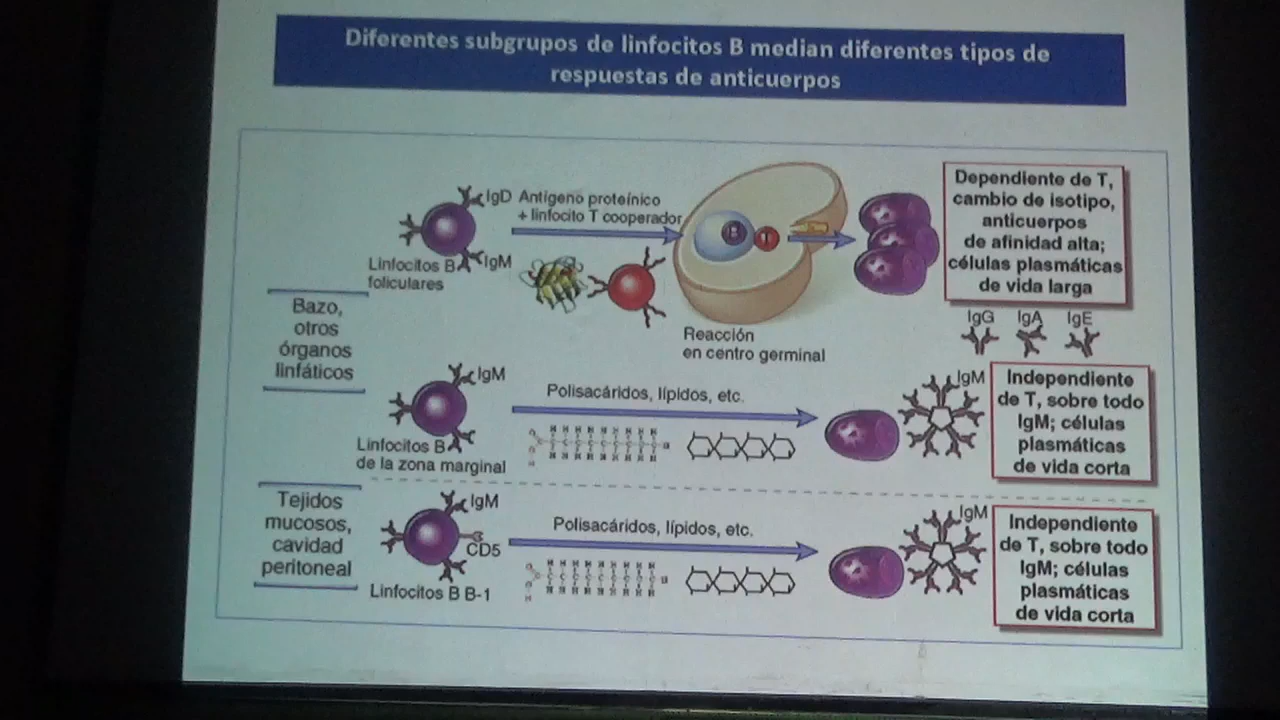 Diferentes subgrupos de linfocitos B median diferentes tipos de
respuestas de anticuerpos
Bazo,
otros
órganos
linfáticos
IgD
IgM
Linfocitos B
foliculares
Antígeno proteínico
+ linfocito T cooperador
B
T
Reacción
en centro germinal
Dependiente de T,
cambio de isotipo,
anticuerpos
de afinidad alta;
células plasmáticas
de vida larga
IgG IgA IgE
IgM
Linfocitos B
de la zona marginal
Polisacáridos, lípidos, etc.
IgM
Independiente
de T, sobre todo
IgM; células
plasmáticas
de vida corta
Tejidos
mucosos,
cavidad
peritoneal
IgM
CD5
Linfocitos B B-1
Polisacáridos, lípidos, etc.
IgM
Independiente
de T, sobre todo
IgM; células
plasmáticas
de vida corta